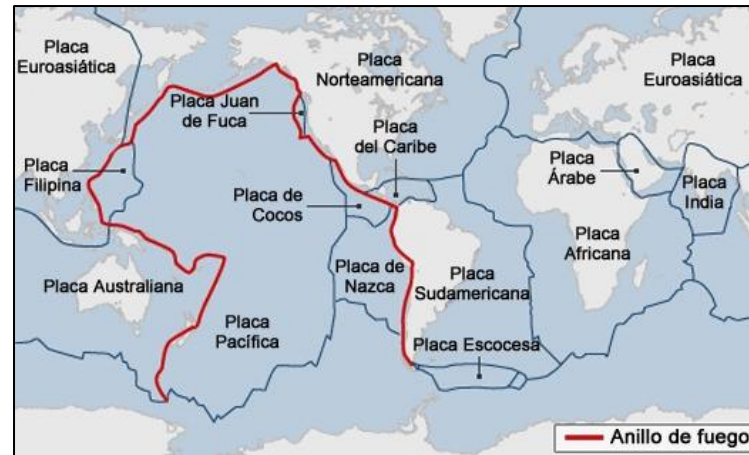 Placa
Euroasiática
Placa
Norteamericana
Placa
Euroasiática
Placa Juan
de Fuca
Placa
del Caribe
Placa
Filipina
Placa
Árabe
Placa
India
Placa de
Cocos
Placa
Africana
Placa Australiana
Placa de
Nazca
Placa
Sudamericana
Placa
Pacífica
Placa Escocesa
Anillo de fuego